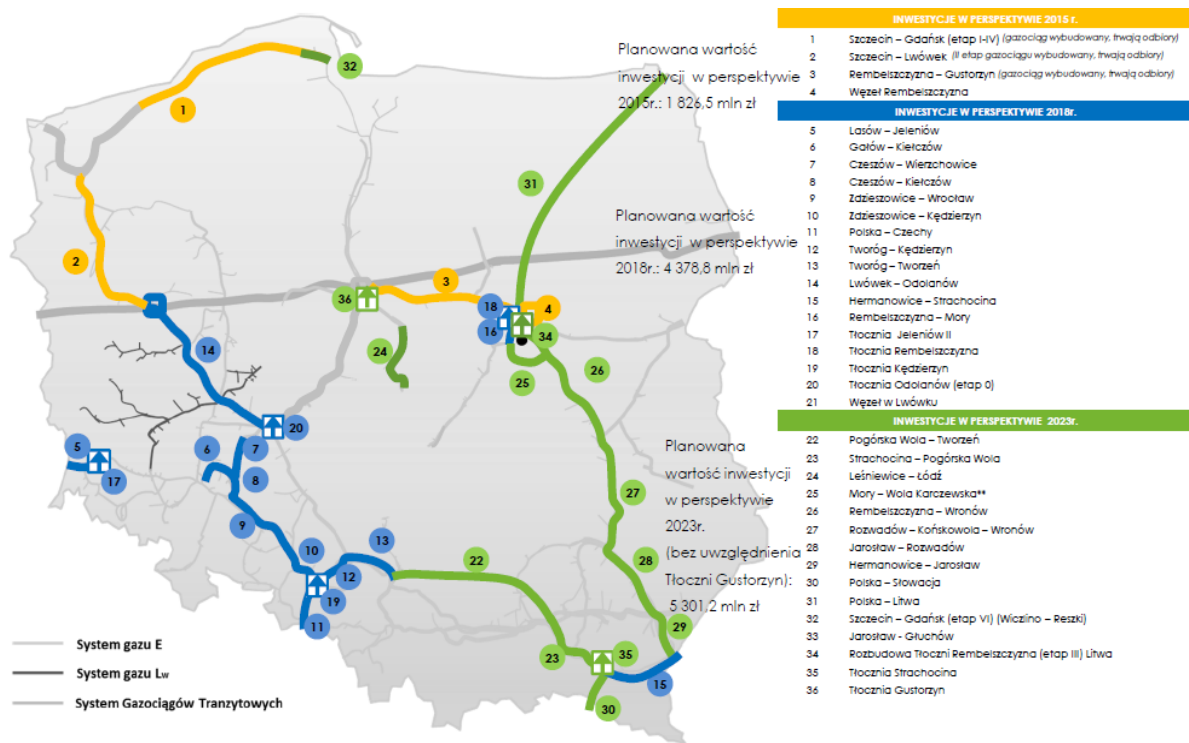 Planowana wartość
inwestycji w perspektywie
2015r.: 1 826,5 mln zł
Planowana wartość
inwestycji w perspektywie
2018r.: 4 378,8 mln zł
Planowana
wartość inwestycji
w perspektywie
2023r.
(bez uwzględnienia
Tłoczni Gustorzyn):
5 301,2 mln zł
32
1
31
2
3
36
18
4
16
34
14
24
25
26
20
5
6
7
17
8
27
9
10
13
22
28
12
19
11
29
23
35
15
30
System gazu E
System gazu Lw
System Gazociągów Tranzytowych
INWESTYCJE W PERSPEKTYWIE 2015 r.
1 Szczecin – Gdańsk (etap I-IV) (gazociąg wybudowany, trwają odbiory)
2 Szczecin – Lwówek (II etap gazociągu wybudowany, trwają odbiory)
3 Rembelszczyzna – Gustorzyn (gazociąg wybudowany, trwają odbiory)
4 Węzeł Rembelszczyzna
INWESTYCJE W PERSPEKTYWIE 2018r.
5 Lasów – Jeleniów
6 Gałów – Kiełczów
7 Czeszów – Wierzchowice
8 Czeszów – Kiełczów
9 Zdzieszowice – Wrocław
10 Zdzieszowice – Kędzierzyn
11 Polska – Czechy
12 Tworóg – Kędzierzyn
13 Tworóg – Tworzeń
14 Lwówek – Odolanów
15 Hermanowice – Strachocina
16 Rembelszczyzna – Mory
17 Tłocznia Jeleniów II
18 Tłocznia Rembelszczyzna
19 Tłocznia Kędzierzyn
20 Tłocznia Odolanów (etap 0)
21 Węzeł w Lwówku
INWESTYCJE W PERSPEKTYWIE 2023r.
22 Pogórska Wola – Tworzeń
23 Strachocina – Pogórska Wola
24 Leśniewice – Łódź
25 Mory – Wola Karczewska**
26 Rembelszczyzna – Wronów
27 Rozwadów – Końskowola – Wronów
28 Jarosław – Rozwadów
29 Hermanowice – Jarosław
30 Polska – Słowacja
31 Polska – Litwa
32 Szczecin – Gdańsk (etap VI) (Wiczlino – Reszki)
33 Jarosław - Głuchów
34 Rozbudowa Tłoczni Rembelszczyzna (etap III) Litwa
35 Tłocznia Strachocina
36 Tłocznia Gustorzyn